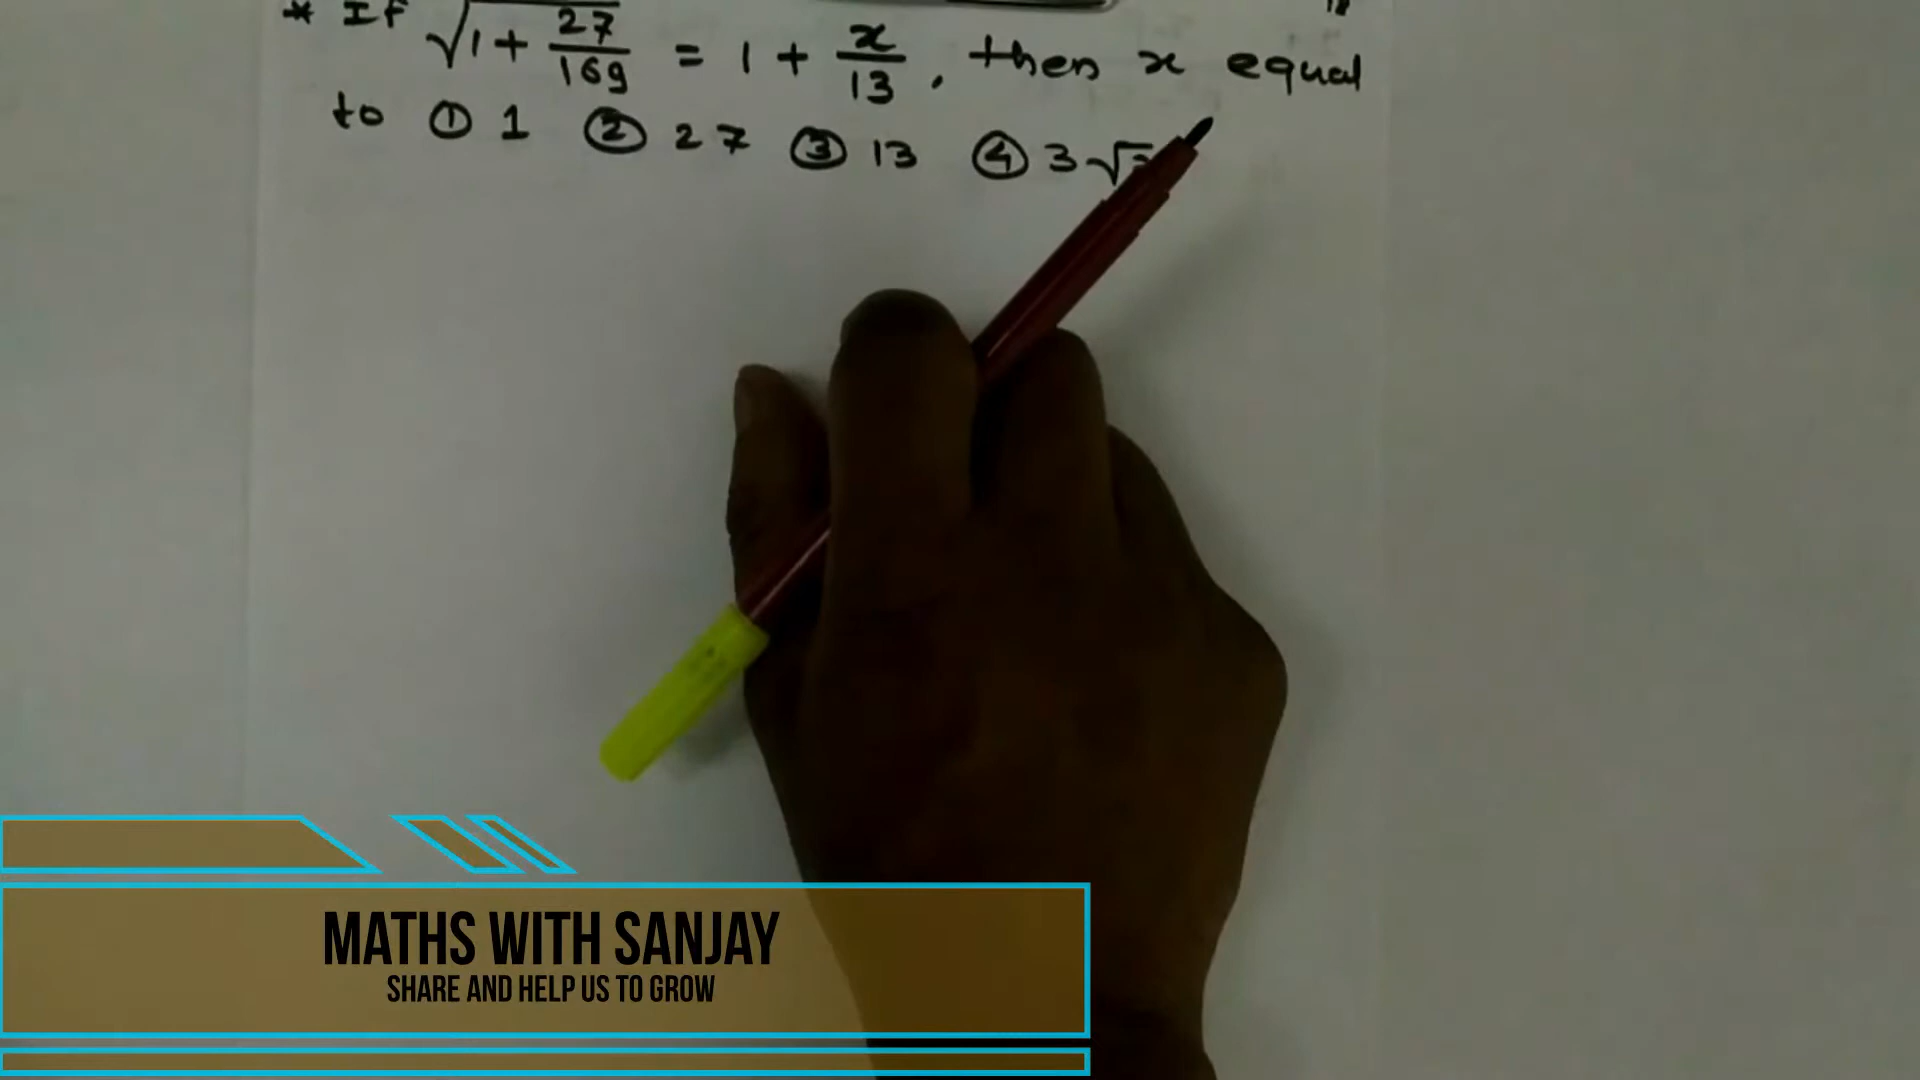 * If √1 + 27/169 = 1 + x/13, then x equal
to ① 1 ② 27 ③ 13 ④ 3√
MATHS WITH SANJAY
SHARE AND HELP US TO GROW